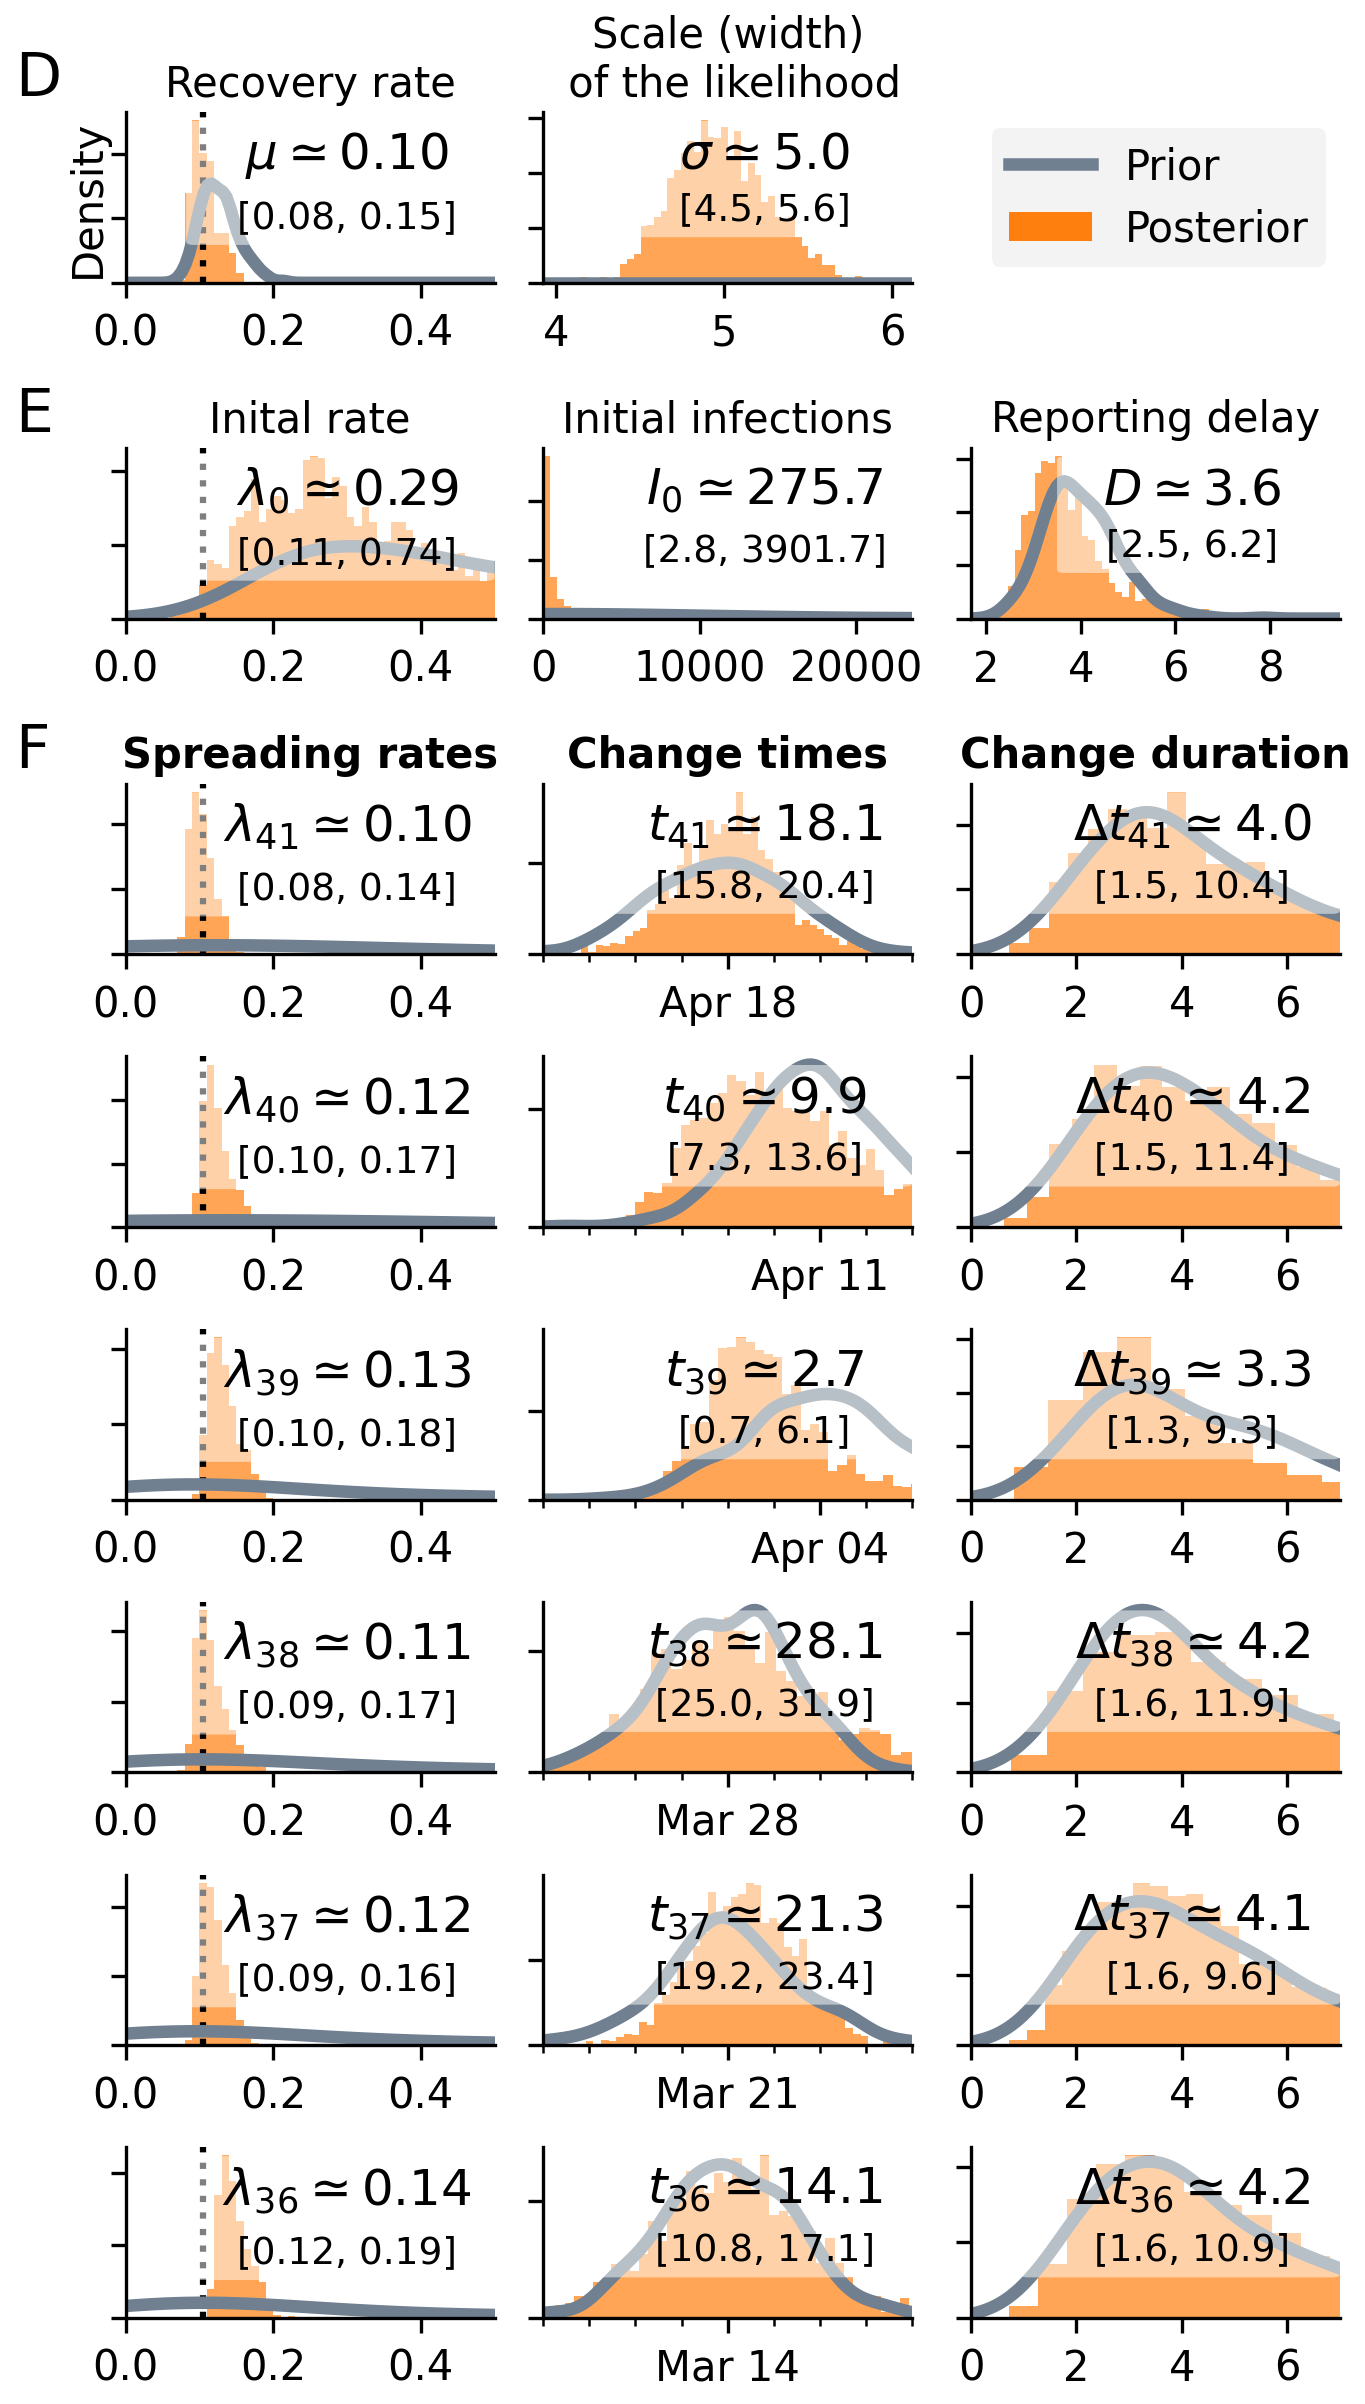 D
Recovery rate
Scale (width)
of the likelihood
Density
μ ≃ 0.10
[0.08, 0.15]
σ ≃ 5.0
[4.5, 5.6]
Prior
Posterior
0.0 0.2 0.4
4 5 6
E
Inital rate
Initial infections
Reporting delay
λ₀ ≃ 0.29
[0.11, 0.74]
I₀ ≃ 275.7
[2.8, 3901.7]
D ≃ 3.6
[2.5, 6.2]
0.0 0.2 0.4
0 10000 20000
2 4 6 8
F
Spreading rates
Change times
Change duration
λ₄₁ ≃ 0.10
[0.08, 0.14]
t₄₁ ≃ 18.1
[15.8, 20.4]
Δt₄₁ ≃ 4.0
[1.5, 10.4]
0.0 0.2 0.4
Apr 18
0 2 4 6
λ₄₀ ≃ 0.12
[0.10, 0.17]
t₄₀ ≃ 9.9
[7.3, 13.6]
Δt₄₀ ≃ 4.2
[1.5, 11.4]
0.0 0.2 0.4
Apr 11
0 2 4 6
λ₃₉ ≃ 0.13
[0.10, 0.18]
t₃₉ ≃ 2.7
[0.7, 6.1]
Δt₃₉ ≃ 3.3
[1.3, 9.3]
0.0 0.2 0.4
Apr 04
0 2 4 6
λ₃₈ ≃ 0.11
[0.09, 0.17]
t₃₈ ≃ 28.1
[25.0, 31.9]
Δt₃₈ ≃ 4.2
[1.6, 11.9]
0.0 0.2 0.4
Mar 28
0 2 4 6
λ₃₇ ≃ 0.12
[0.09, 0.16]
t₃₇ ≃ 21.3
[19.2, 23.4]
Δt₃₇ ≃ 4.1
[1.6, 9.6]
0.0 0.2 0.4
Mar 21
0 2 4 6
λ₃₆ ≃ 0.14
[0.12, 0.19]
t₃₆ ≃ 14.1
[10.8, 17.1]
Δt₃₆ ≃ 4.2
[1.6, 10.9]
0.0 0.2 0.4
Mar 14
0 2 4 6